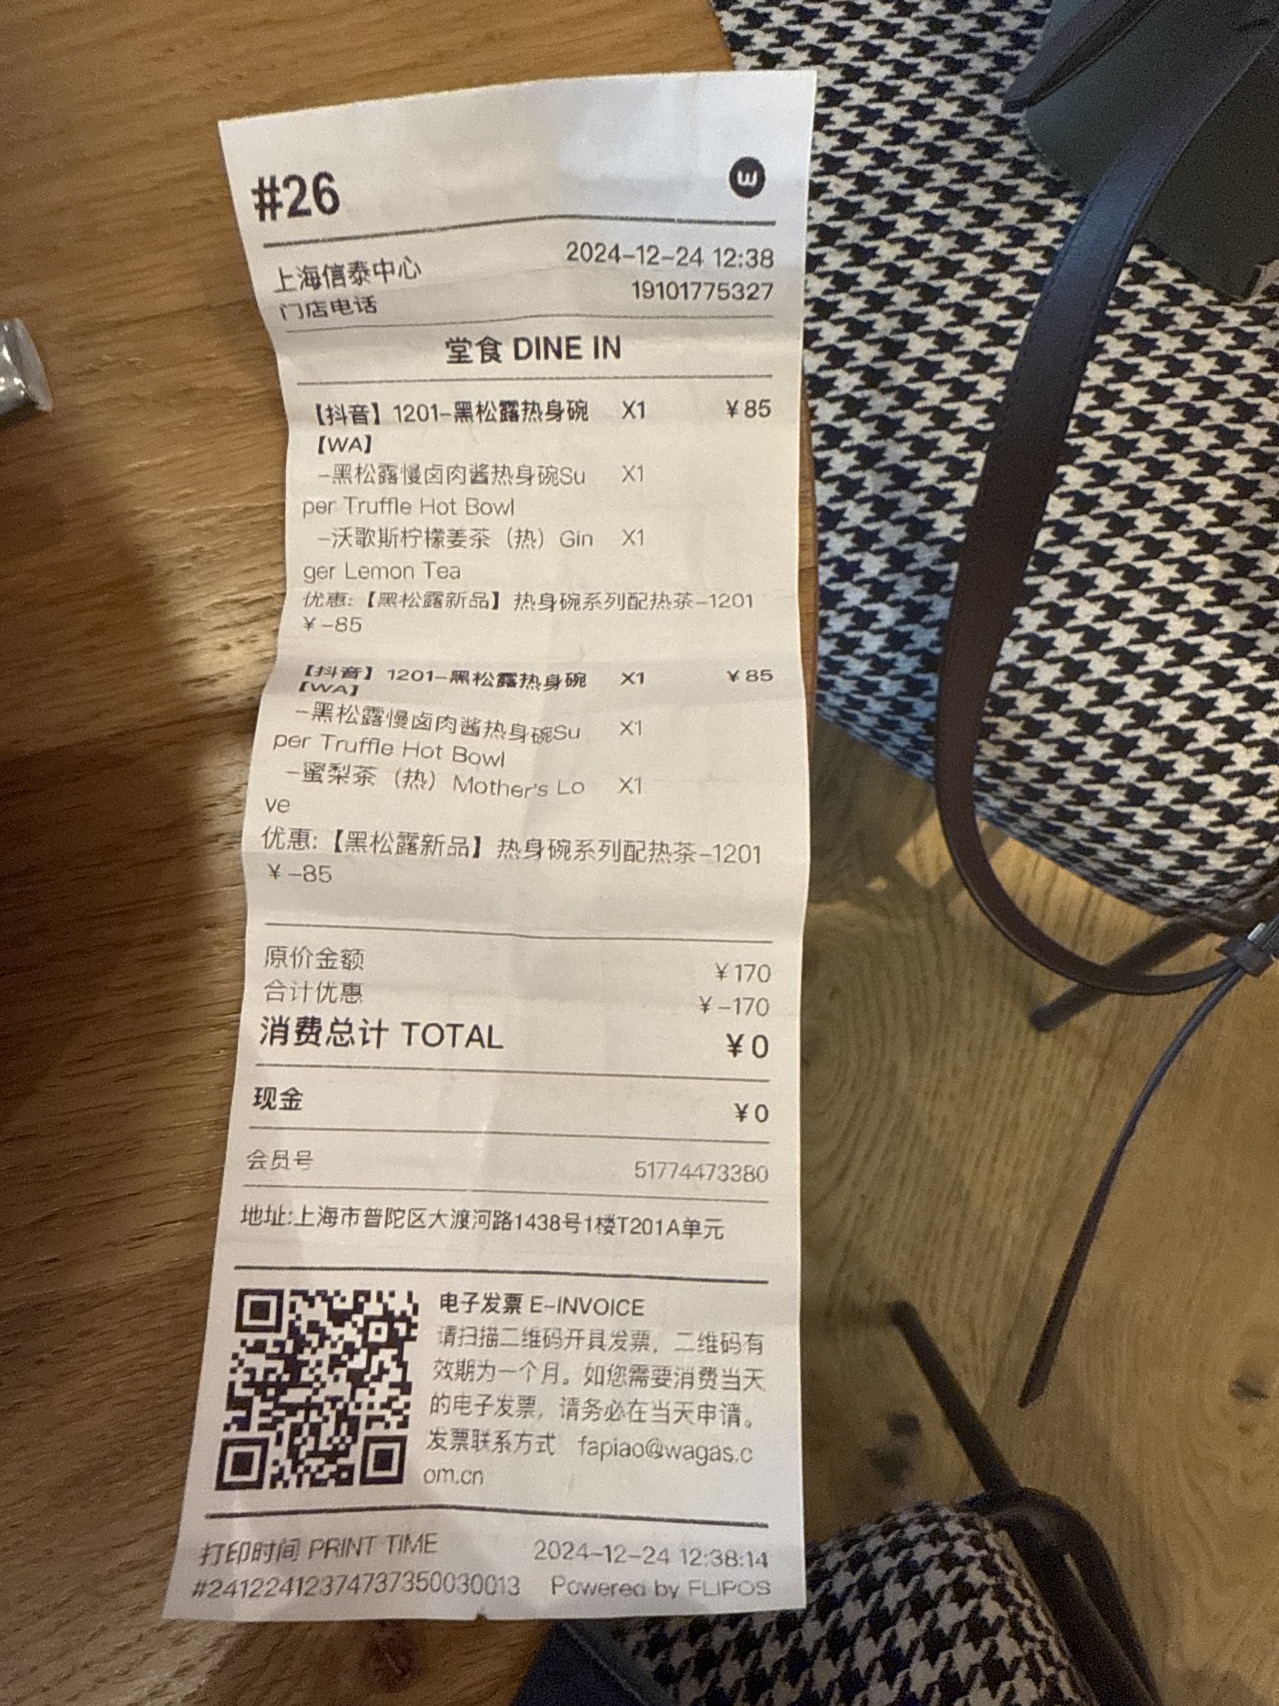 #26
W
2024-12-24 12:38
上海信泰中心
门店电话 19101775327
堂食 DINE IN
【抖音】1201-黑松露热身碗 X1 ¥85
【WA】
-黑松露慢卤肉酱热身碗Su X1
per Truffle Hot Bowl
-沃歌斯柠檬姜茶（热）Gin X1
ger Lemon Tea
优惠:【黑松露新品】热身碗系列配热茶-1201
¥-85
【抖音】1201-黑松露热身碗 X1 ¥85
【WA】
-黑松露慢卤肉酱热身碗Su X1
per Truffle Hot Bowl
-蜜梨茶（热）Mother's Lo X1
ve
优惠:【黑松露新品】热身碗系列配热茶-1201
¥-85
原价金额 ¥170
合计优惠 ¥-170
消费总计 TOTAL ¥0
现金 ¥0
会员号 51774473380
地址:上海市普陀区大渡河路1438号1楼T201A单元
电子发票 E-INVOICE
请扫描二维码开具发票，二维码有
效期为一个月。如您需要消费当天
的电子发票，请务必在当天申请。
发票联系方式 fapiao@wagas.c
om.cn
打印时间 PRINT TIME 2024-12-24 12:38:14
#241224123747373500​30013 Powered by FLIPOS